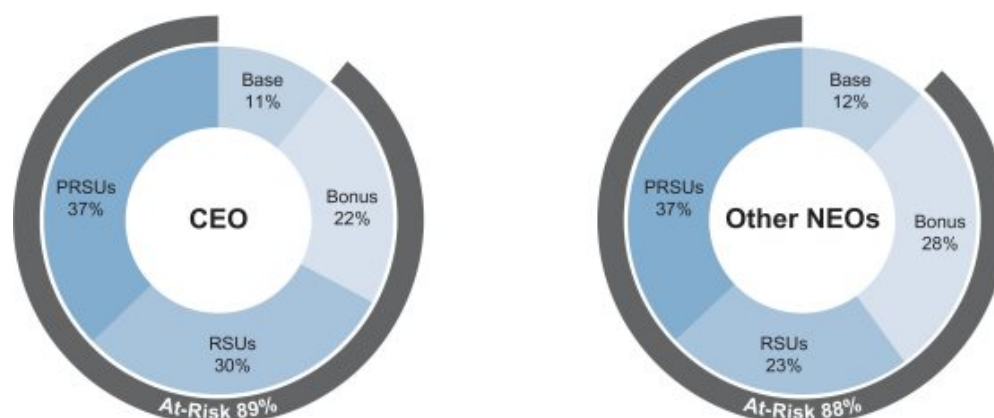 Base
11%
Bonus
22%
RSUs
30%
PRSUs
37%
CEO
At-Risk 89%
Base
12%
Bonus
28%
RSUs
23%
PRSUs
37%
Other NEOs
At-Risk 88%